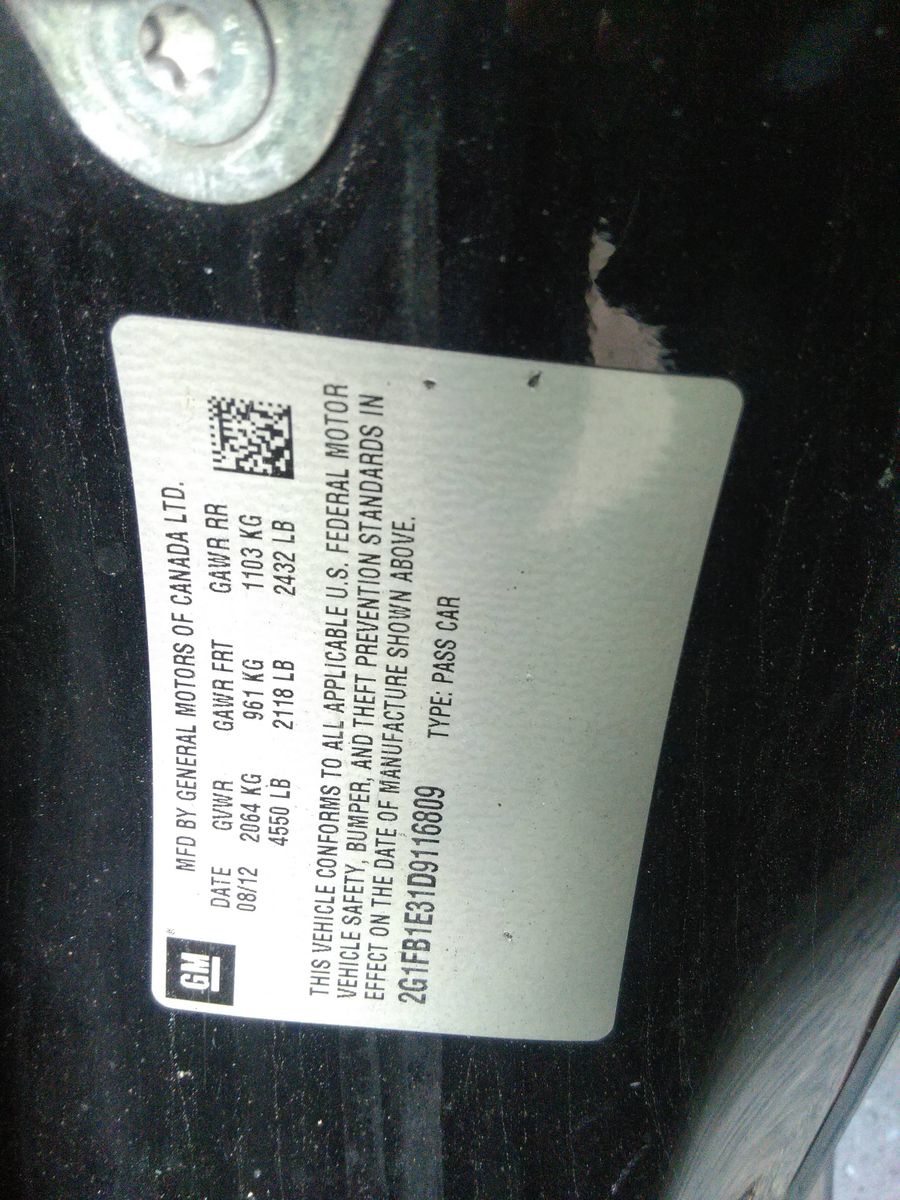 GM
MFD BY GENERAL MOTORS OF CANADA LTD.
DATE GVWR GAWR FRT GAWR RR
08/12 2064 KG 961 KG 1103 KG
4550 LB 2118 LB 2432 LB
THIS VEHICLE CONFORMS TO ALL APPLICABLE U.S. FEDERAL MOTOR
VEHICLE SAFETY, BUMPER, AND THEFT PREVENTION STANDARDS IN
EFFECT ON THE DATE OF MANUFACTURE SHOWN ABOVE.
2G1FB1E31D9116809 TYPE: PASS CAR